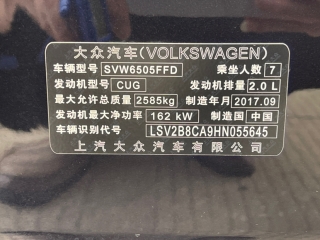 大众汽车(VOLKSWAGEN)
车辆型号 SVW6505FFD 乘坐人数 7
发动机型号 CUG 发动机排量 2.0 L
最大允许总质量 2585kg 制造年月 2017.09
发动机最大净功率 162 kW 制造国 中国
车辆识别代号 LSV2B8CA9HN055645
上汽大众汽车有限公司